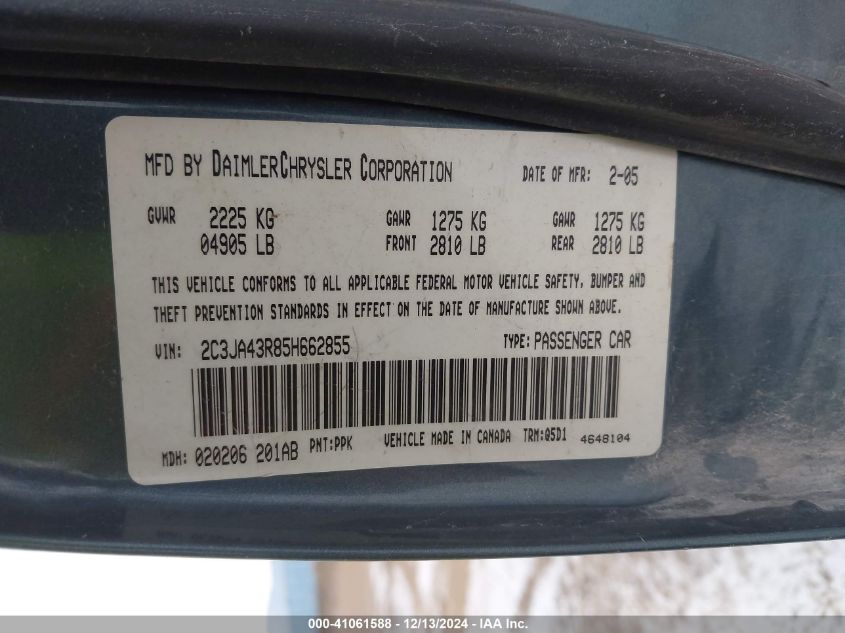 MFD BY DAIMLERCHRYSLER CORPORATION DATE OF MFR: 2-05
GVWR 2225 KG GAWR 1275 KG GAWR 1275 KG
04905 LB FRONT 2810 LB REAR 2810 LB
THIS VEHICLE CONFORMS TO ALL APPLICABLE FEDERAL MOTOR VEHICLE SAFETY, BUMPER AND
THEFT PREVENTION STANDARDS IN EFFECT ON THE DATE OF MANUFACTURE SHOWN ABOVE.
VIN: 2C3JA43R85H662855 TYPE: PASSENGER CAR
MDH: 020206 201AB PNT:PPK VEHICLE MADE IN CANADA TRM:Q5D1 4648104
000-41061588 - 12/13/2024 - IAA Inc.